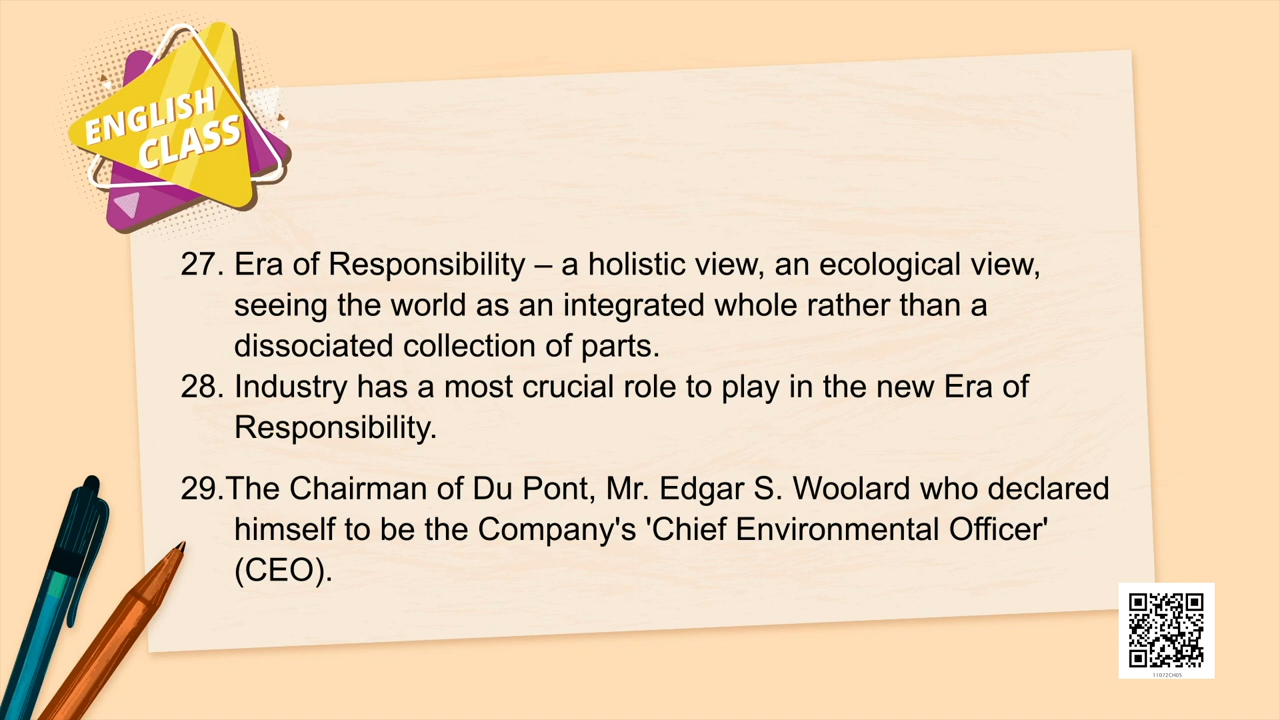 ENGLISH
CLASS
27. Era of Responsibility – a holistic view, an ecological view,
seeing the world as an integrated whole rather than a
dissociated collection of parts.
28. Industry has a most crucial role to play in the new Era of
Responsibility.
29.The Chairman of Du Pont, Mr. Edgar S. Woolard who declared
himself to be the Company's 'Chief Environmental Officer'
(CEO).
11072CH05